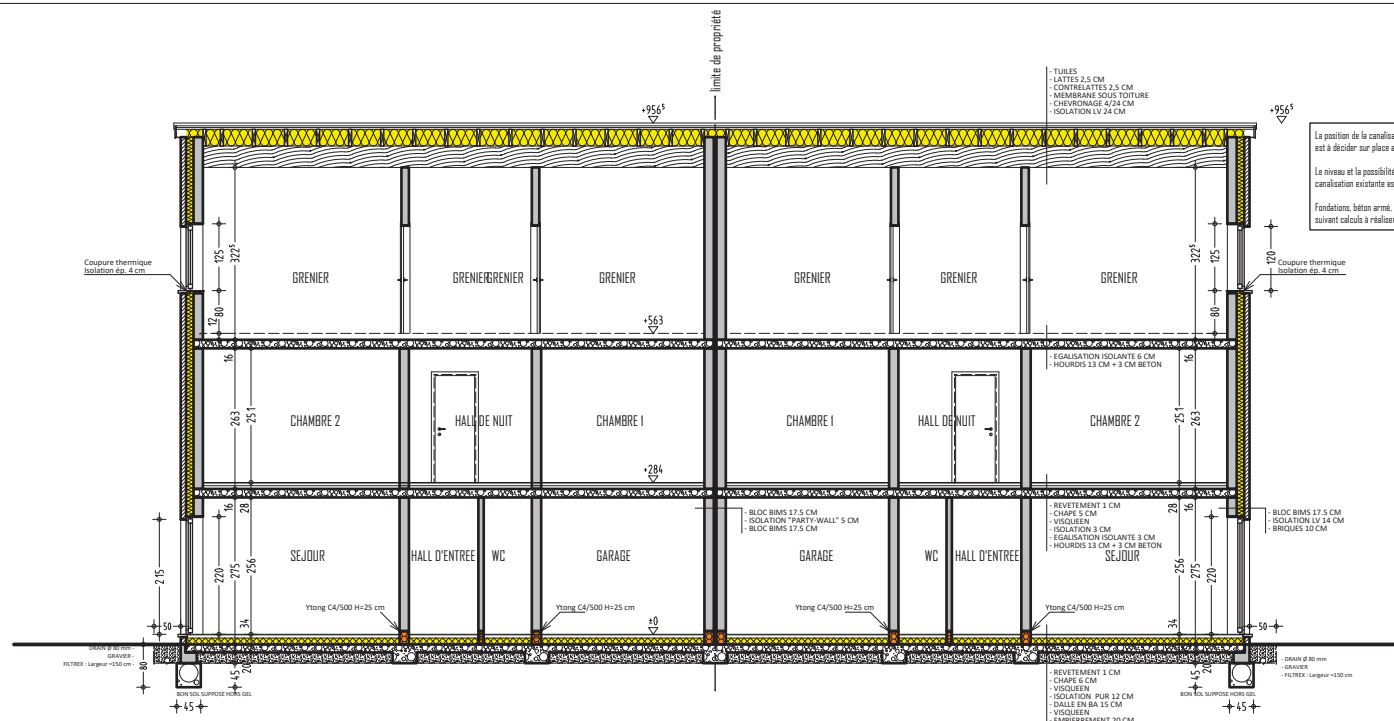 limite de propriété
- TUILES
- LATTES 2,5 CM
- CONTRELATTES 2,5 CM
- MEMBRANE SOUS TOITURE
- CHEVRONAGE 4/24 CM
- ISOLATION LV 24 CM
+956⁵
+956⁵
La position de la canalisa
est à décider sur place a
Le niveau et la possibilité
canalisation existante es
Fondations, béton armé,
suivant calculs à réaliser
Coupure thermique
Isolation ép. 4 cm
125
322⁵
80
12
GRENIER
GRENIER
GRENIER
GRENIER
GRENIER
GRENIER
GRENIER
322⁵
125
80
120
Coupure thermique
Isolation ép. 4 cm
+563
16
- EGALISATION ISOLANTE 6 CM
- HOURDIS 13 CM + 3 CM BETON
16
263
251
CHAMBRE 2
HALL DE NUIT
CHAMBRE 1
CHAMBRE 1
HALL DE NUIT
CHAMBRE 2
251
263
+284
16
28
- BLOC BIMS 17.5 CM
- ISOLATION "PARTY-WALL" 5 CM
- BLOC BIMS 17.5 CM
- REVETEMENT 1 CM
- CHAPE 5 CM
- VISQUEEN
- ISOLATION 3 CM
- EGALISATION ISOLANTE 3 CM
- HOURDIS 13 CM + 3 CM BETON
28
16
- BLOC BIMS 17.5 CM
- ISOLATION LV 14 CM
- BRIQUES 10 CM
215
220
275
256
SEJOUR
HALL D'ENTREE
WC
GARAGE
GARAGE
WC
HALL D'ENTREE
SEJOUR
256
275
220
Ytong C4/500 H=25 cm
Ytong C4/500 H=25 cm
Ytong C4/500 H=25 cm
Ytong C4/500 H=25 cm
50
34
±0
34
50
DRAIN Ø 80 mm -
GRAVIER -
FILTREX : Largeur =150 cm -
80
45
20
BON SOL SUPPOSE HORS GEL
45
- REVETEMENT 1 CM
- CHAPE 6 CM
- VISQUEEN
- ISOLATION PUR 12 CM
- DALLE EN BA 15 CM
- VISQUEEN
- EMPIERREMENT 20 CM
45
20
BON SOL SUPPOSE HORS GEL
45
- DRAIN Ø 80 mm
- GRAVIER
- FILTREX : Largeur =150 cm